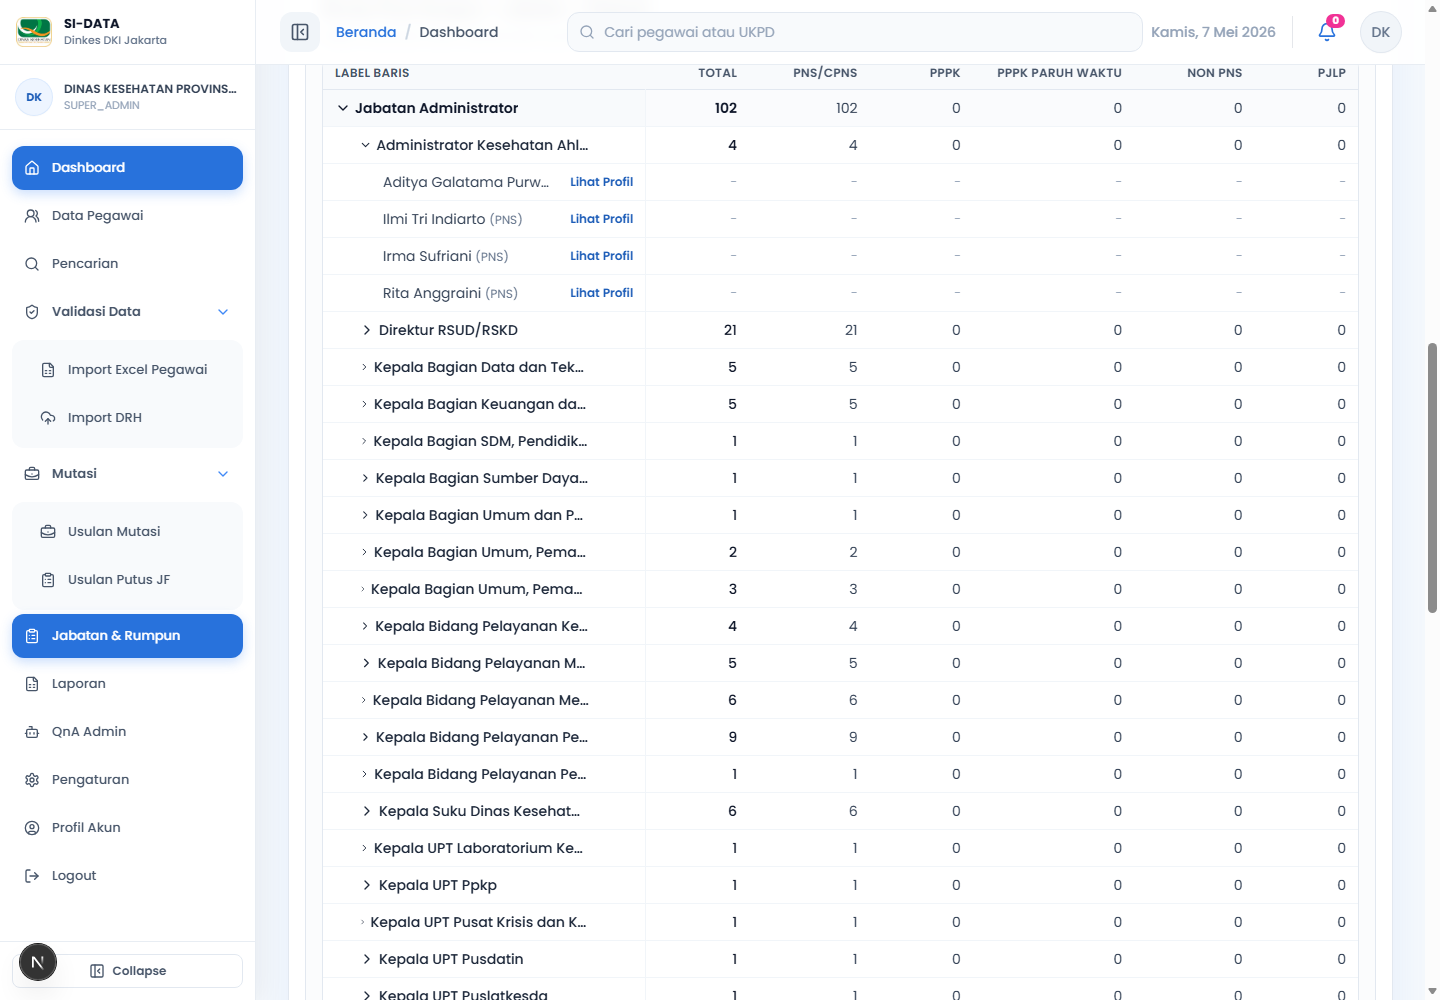 SI-DATA
Dinkes DKI Jakarta
DK
DINAS KESEHATAN PROVINS...
SUPER_ADMIN
Dashboard
Data Pegawai
Pencarian
Validasi Data
Import Excel Pegawai
Import DRH
Mutasi
Usulan Mutasi
Usulan Putus JF
Jabatan & Rumpun
Laporan
QnA Admin
Pengaturan
Profil Akun
Logout
N
Collapse
Beranda / Dashboard
Cari pegawai atau UKPD
Kamis, 7 Mei 2026
0
DK
LABEL BARIS TOTAL PNS/CPNS PPPK PPPK PARUH WAKTU NON PNS PJLP
Jabatan Administrator 102 102 0 0 0 0
Administrator Kesehatan Ahl... 4 4 0 0 0 0
Aditya Galatama Purw... Lihat Profil - - - - - -
Ilmi Tri Indiarto (PNS) Lihat Profil - - - - - -
Irma Sufriani (PNS) Lihat Profil - - - - - -
Rita Anggraini (PNS) Lihat Profil - - - - - -
Direktur RSUD/RSKD 21 21 0 0 0 0
Kepala Bagian Data dan Tek... 5 5 0 0 0 0
Kepala Bagian Keuangan da... 5 5 0 0 0 0
Kepala Bagian SDM, Pendidik... 1 1 0 0 0 0
Kepala Bagian Sumber Daya... 1 1 0 0 0 0
Kepala Bagian Umum dan P... 1 1 0 0 0 0
Kepala Bagian Umum, Pema... 2 2 0 0 0 0
Kepala Bagian Umum, Pema... 3 3 0 0 0 0
Kepala Bidang Pelayanan Ke... 4 4 0 0 0 0
Kepala Bidang Pelayanan M... 5 5 0 0 0 0
Kepala Bidang Pelayanan Me... 6 6 0 0 0 0
Kepala Bidang Pelayanan Pe... 9 9 0 0 0 0
Kepala Bidang Pelayanan Pe... 1 1 0 0 0 0
Kepala Suku Dinas Kesehat... 6 6 0 0 0 0
Kepala UPT Laboratorium Ke... 1 1 0 0 0 0
Kepala UPT Ppkp 1 1 0 0 0 0
Kepala UPT Pusat Krisis dan K... 1 1 0 0 0 0
Kepala UPT Pusdatin 1 1 0 0 0 0
Kepala UPT Puslatkesda 1 1 0 0 0 0